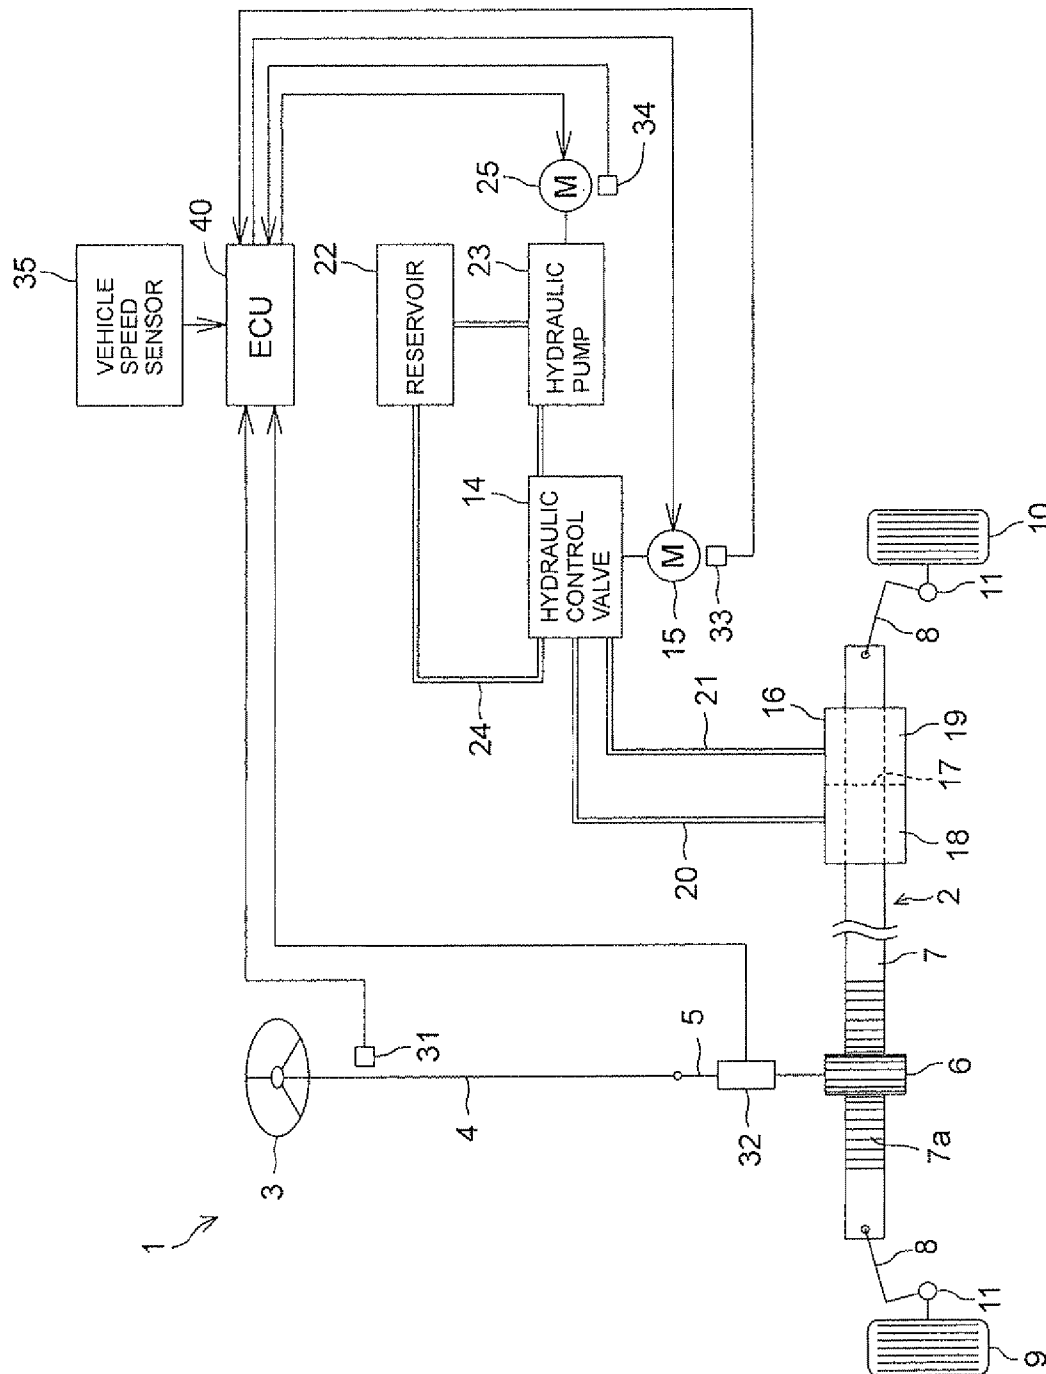 35
VEHICLE
SPEED
SENSOR
40
ECU
22
RESERVOIR
23
HYDRAULIC
PUMP
25
M
34
14
HYDRAULIC
CONTROL
VALVE
15
M
33
24
21
20
16
19
17
18
2
7
10
11
8
1
3
31
4
5
32
6
7a
8
11
9